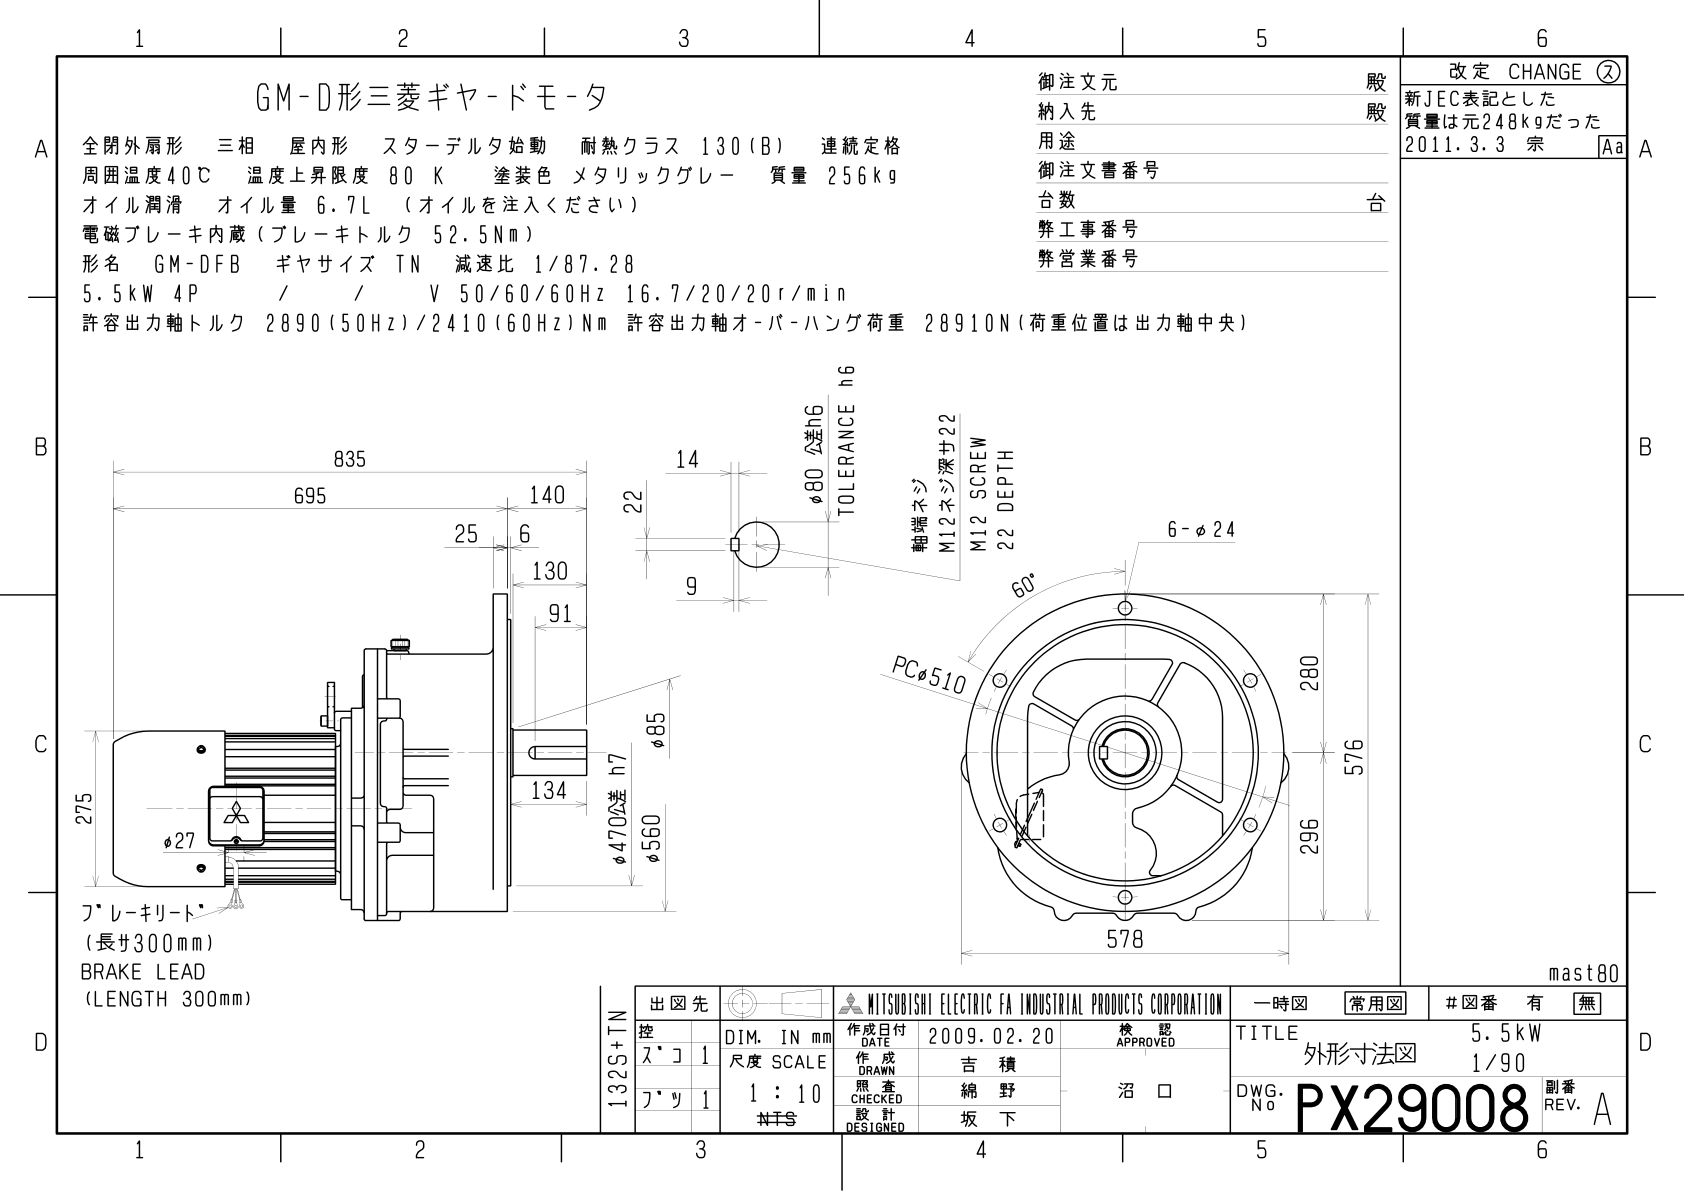 1 2 3 4 5 6
A
B
C
D
GM-D形三菱ギヤ-ドモータ
全閉外扇形 三相 屋内形 スターデルタ始動 耐熱クラス 130(B) 連続定格
周囲温度40℃ 温度上昇限度 80 K 塗装色 メタリックグレー 質量 256kg
オイル潤滑 オイル量 6.7L (オイルを注入ください)
電磁ブレーキ内蔵(ブレーキトルク 52.5Nm)
形名 GM-DFB ギヤサイズ TN 減速比 1/87.28
5.5kW 4P / / V 50/60/60Hz 16.7/20/20r/min
許容出力軸トルク 2890(50Hz)/2410(60Hz)Nm 許容出力軸オ-バ-ハング荷重 28910N(荷重位置は出力軸中央)
御注文元 殿
納入先 殿
用途
御注文書番号
台数 台
弊工事番号
弊営業番号
改定 CHANGE ス
新JEC表記とした
質量は元248kgだった
2011.3.3 宗 Aa
A
B
C
D
835
695
140
25
6
130
91
134
275
φ27
φ85
φ470公差 h7
φ560
ブレーキリード
(長サ300mm)
BRAKE LEAD
(LENGTH 300mm)
14
22
9
φ80 公差h6
TOLERANCE h6
軸端ネジ
M12ネジ深サ22
M12 SCREW
22 DEPTH
6-φ24
60°
PCφ510
280
576
296
578
mast80
132S+TN
出図先
控
ズコ 1
ブツ 1
DIM. IN mm
尺度 SCALE
1 : 10
NTS
MITSUBISHI ELECTRIC FA INDUSTRIAL PRODUCTS CORPORATION
作成日付
DATE
2009.02.20
作 成
DRAWN
吉 積
照 査
CHECKED
綿 野
設 計
DESIGNED
坂 下
検 認
APPROVED
沼 口
一時図 常用図 #図番 有 無
TITLE
外形寸法図
5.5kW
1/90
DWG.
No
PX29008
副番
REV.
A
1 2 3 4 5 6